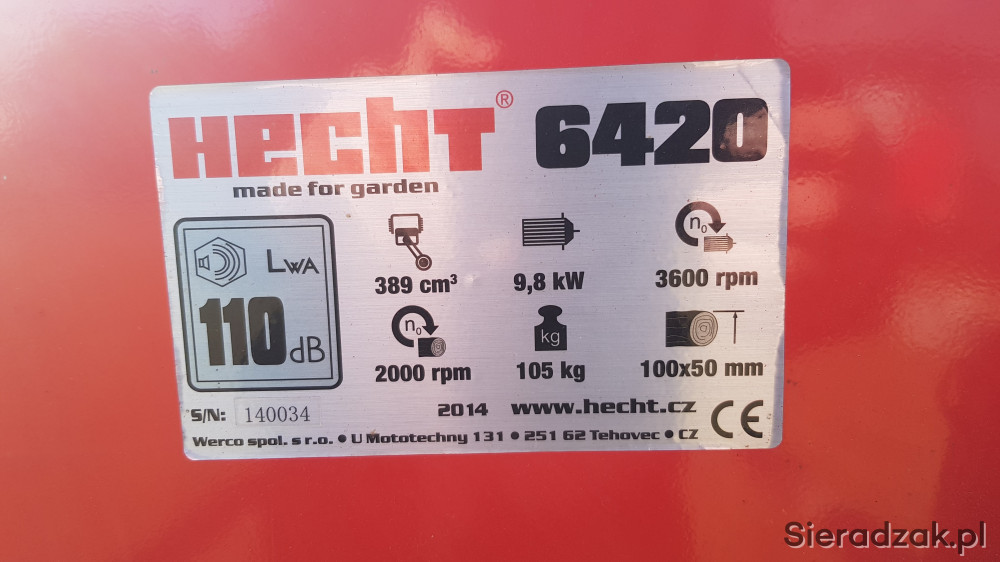 Hecht® 6420
made for garden
LWA
110 dB
389 cm³
9,8 kW
n₀
3600 rpm
n₀
2000 rpm
kg
105 kg
100x50 mm
S/N: 140034
2014 www.hecht.cz CE
Werco spol. s r.o. • U Mototechny 131 • 251 62 Tehovec • CZ
Sieradzak.pl